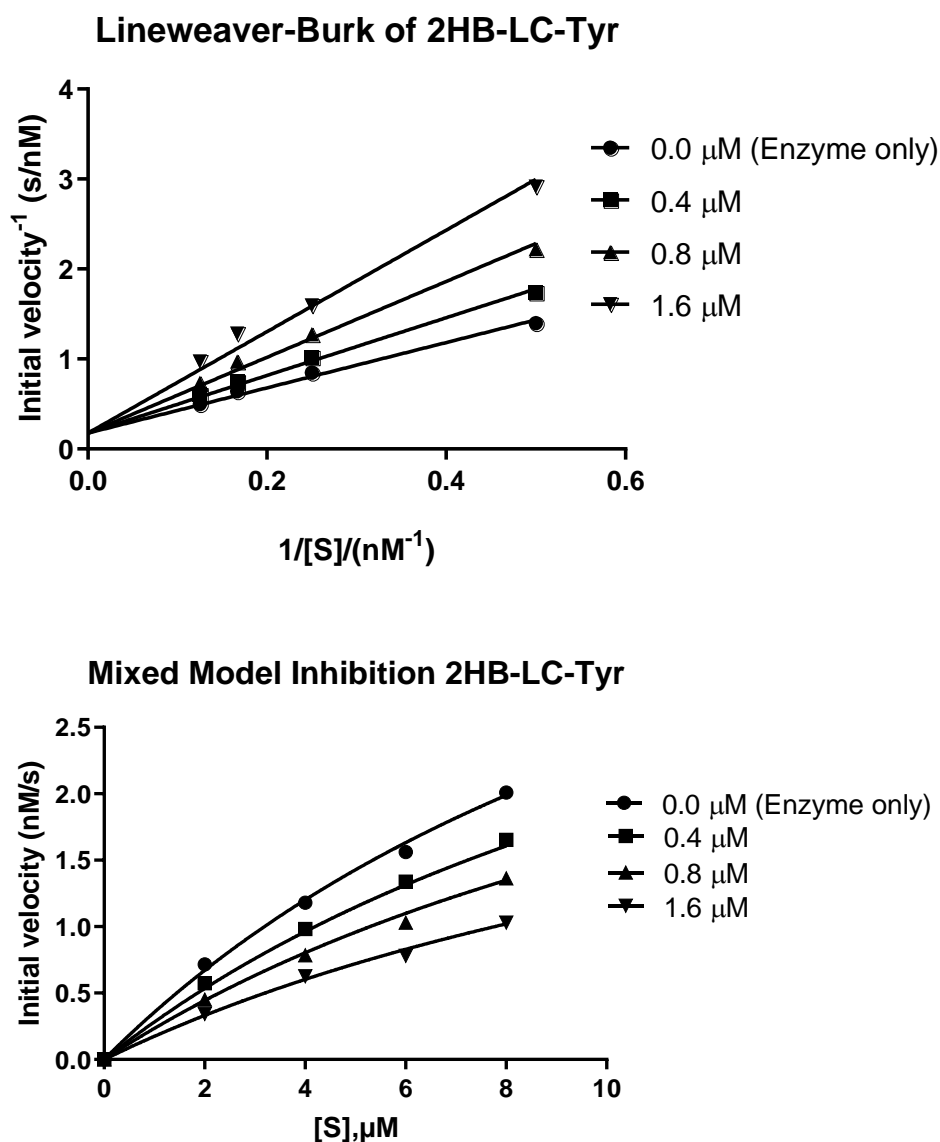 Lineweaver-Burk of 2HB-LC-Tyr
4
3
2
1
0
0.0 0.2 0.4 0.6
Initial velocity⁻¹ (s/nM)
1/[S]/(nM⁻¹)
0.0 μM (Enzyme only)
0.4 μM
0.8 μM
1.6 μM
Mixed Model Inhibition 2HB-LC-Tyr
2.5
2.0
1.5
1.0
0.5
0.0
0 2 4 6 8 10
Initial velocity (nM/s)
[S],μM
0.0 μM (Enzyme only)
0.4 μM
0.8 μM
1.6 μM